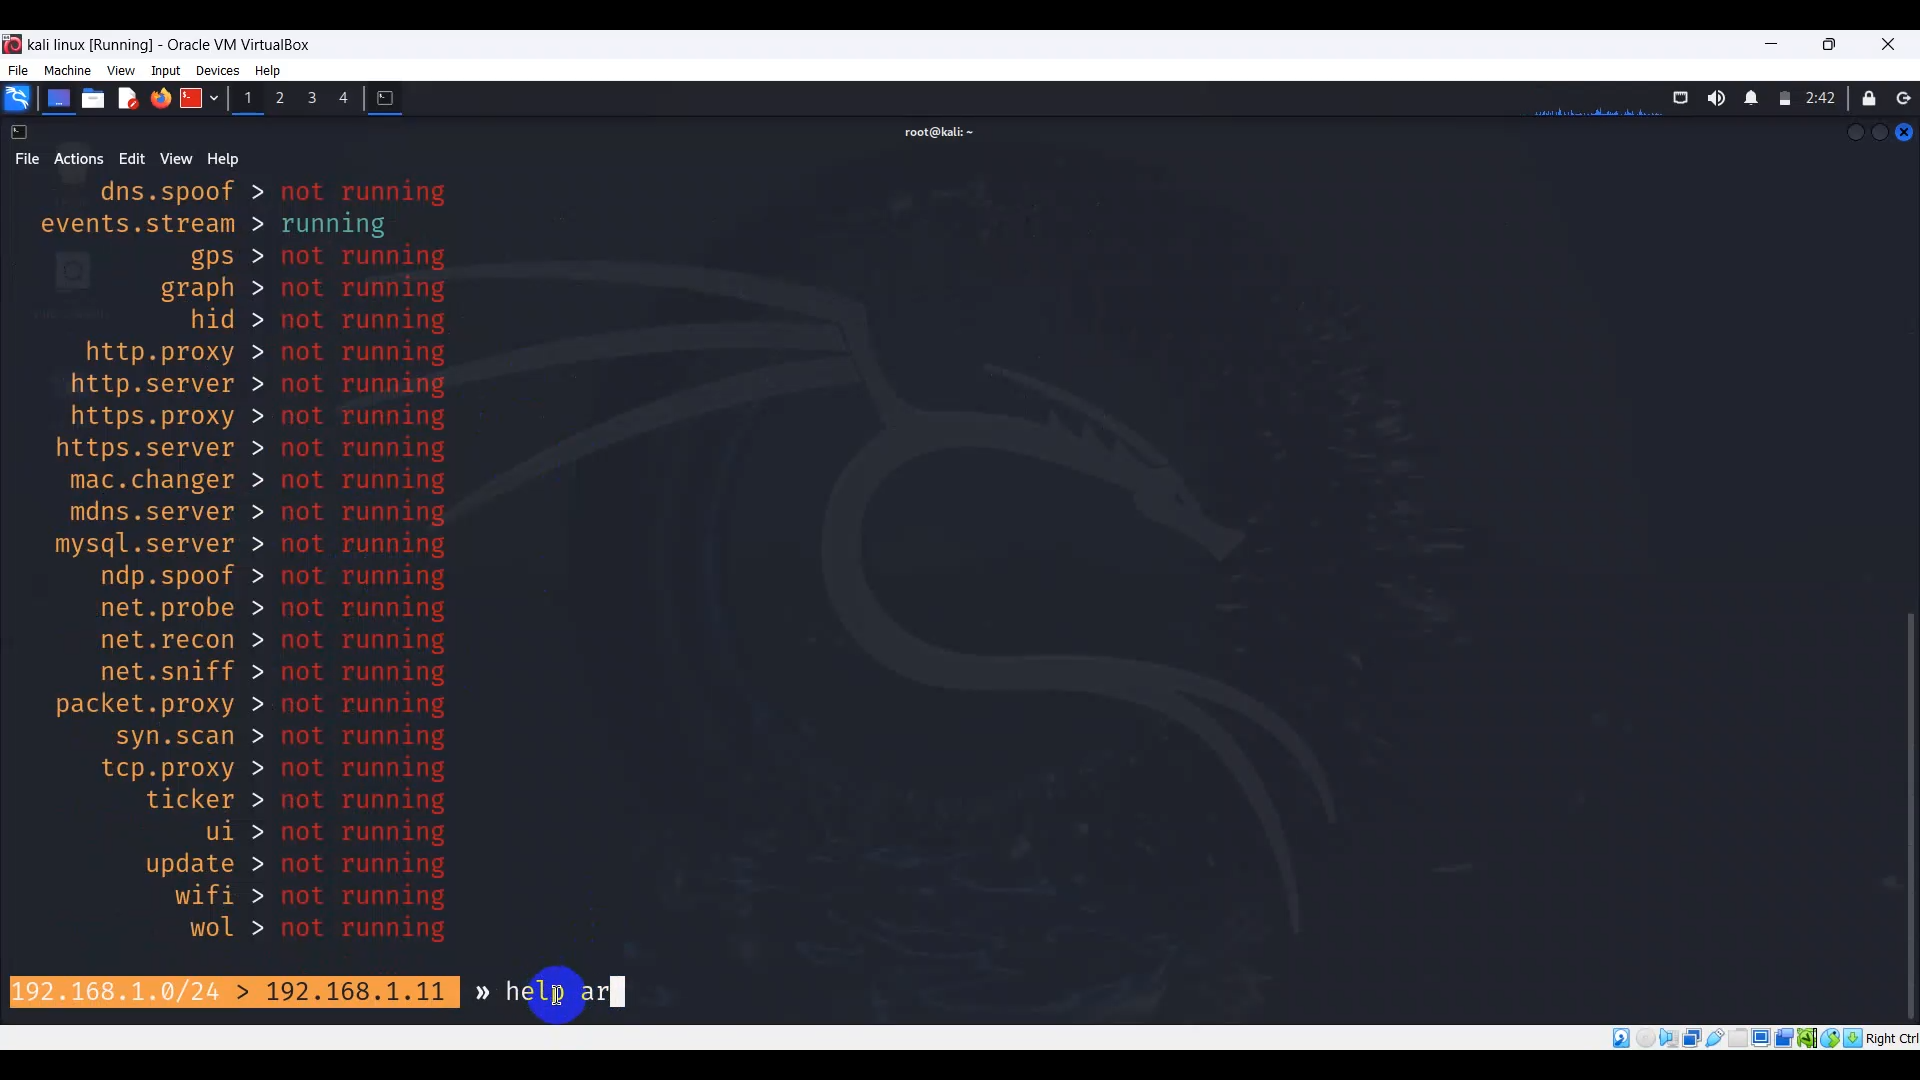 kali linux [Running] - Oracle VM VirtualBox
File Machine View Input Devices Help
1 2 3 4 2:42
root@kali: ~
File Actions Edit View Help
dns.spoof > not running
events.stream > running
gps > not running
graph > not running
hid > not running
http.proxy > not running
http.server > not running
https.proxy > not running
https.server > not running
mac.changer > not running
mdns.server > not running
mysql.server > not running
ndp.spoof > not running
net.probe > not running
net.recon > not running
net.sniff > not running
packet.proxy > not running
syn.scan > not running
tcp.proxy > not running
ticker > not running
ui > not running
update > not running
wifi > not running
wol > not running
192.168.1.0/24 > 192.168.1.11 » help ar
Right Ctrl